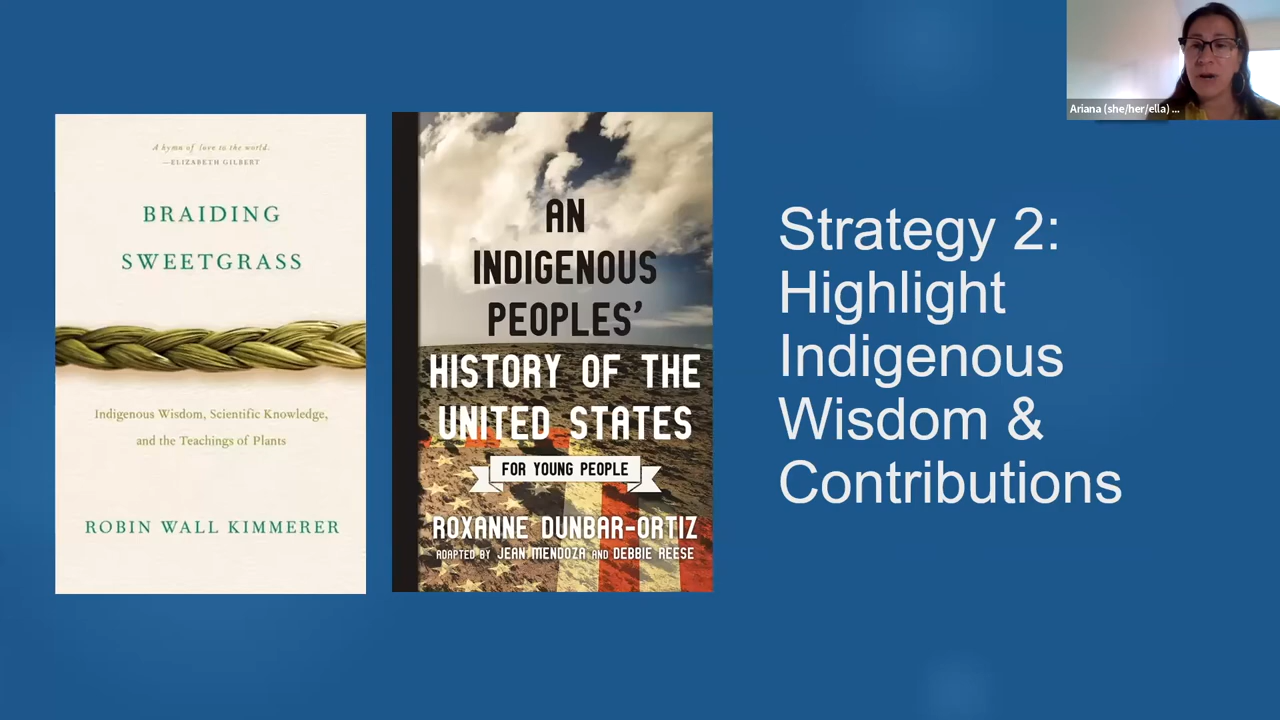 A hymn of love to the world.
—ELIZABETH GILBERT
BRAIDING
SWEETGRASS
Indigenous Wisdom, Scientific Knowledge,
and the Teachings of Plants
ROBIN WALL KIMMERER
AN
INDIGENOUS
PEOPLES'
HISTORY OF THE
UNITED STATES
FOR YOUNG PEOPLE
ROXANNE DUNBAR-ORTIZ
ADAPTED BY JEAN MENDOZA AND DEBBIE REESE
Strategy 2:
Highlight
Indigenous
Wisdom &
Contributions
Ariana (she/her/ella) ...